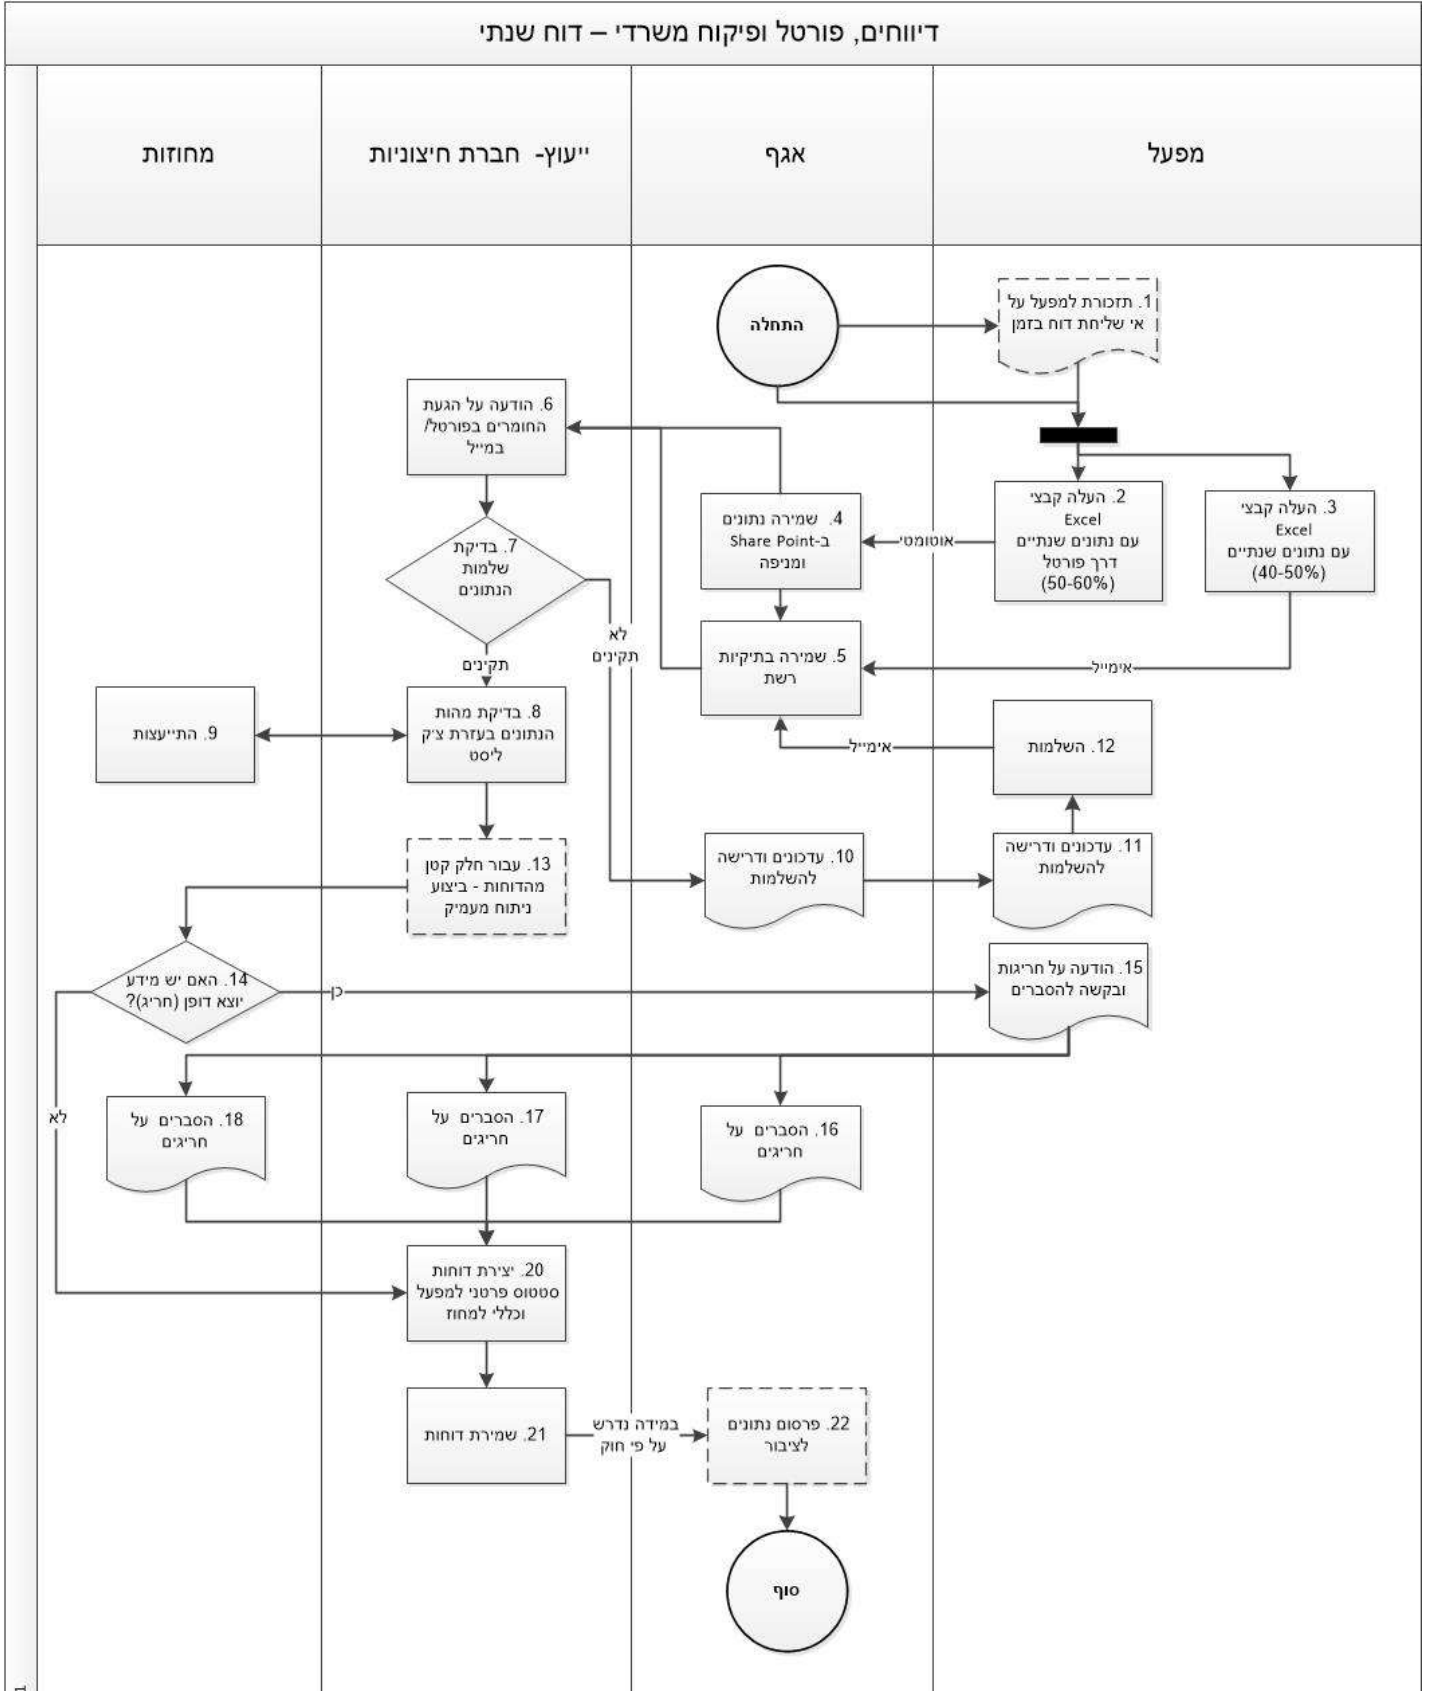 דיווחים, פורטל ופיקוח משרדי – דוח שנתי
מפעל
אגף
ייעוץ- חברת חיצוניות
מחוזות
התחלה
1. תזכורת למפעל על
אי שליחת דוח בזמן
2. העלה קבצי
Excel
עם נתונים שנתיים
דרך פורטל
(50-60%)
3. העלה קבצי
Excel
עם נתונים שנתיים
(40-50%)
אוטומטי
4. שמירה נתונים
ב-Share Point
ומניפה
5. שמירה בתיקיות
רשת
אימייל
6. הודעה על הגעת
החומרים בפורטל/
במייל
7. בדיקת
שלמות
הנתונים
לא
תקינים
תקינים
8. בדיקת מהות
הנתונים בעזרת צ'ק
ליסט
9. התייעצות
10. עדכונים ודרישה
להשלמות
11. עדכונים ודרישה
להשלמות
12. השלמות
אימייל
13. עבור חלק קטן
מהדוחות - ביצוע
ניתוח מעמיק
14. האם יש מידע
יוצא דופן (חריג)?
כן
לא
15. הודעה על חריגות
ובקשה להסברים
16. הסברים על
חריגים
17. הסברים על
חריגים
18. הסברים על
חריגים
20. יצירת דוחות
סטטוס פרטני למפעל
וכללי למחוז
21. שמירת דוחות
במידה נדרש
על פי חוק
22. פרסום נתונים
לציבור
סוף